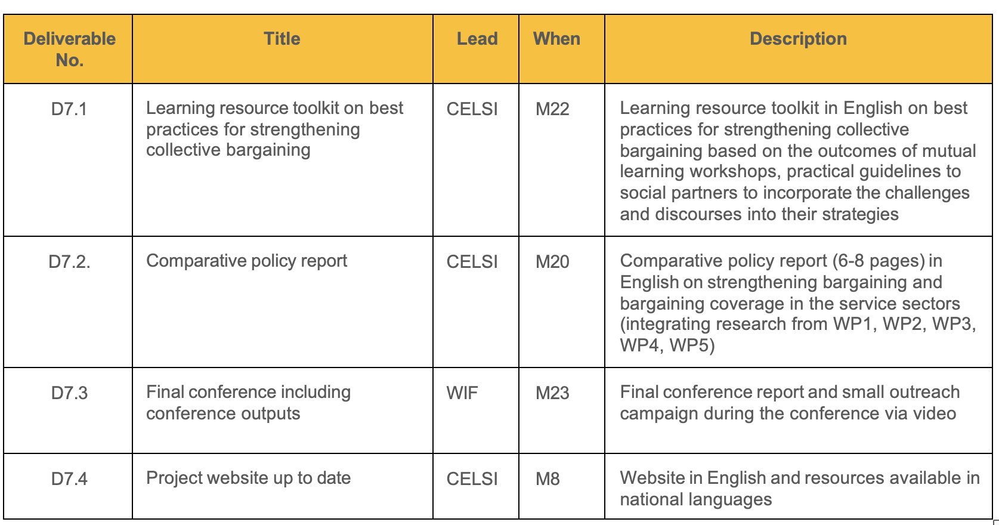 Deliverable No.
Title
Lead
When
Description
D7.1
Learning resource toolkit on best
practices for strengthening
collective bargaining
CELSI
M22
Learning resource toolkit in English on best
practices for strengthening collective
bargaining based on the outcomes of mutual
learning workshops, practical guidelines to
social partners to incorporate the challenges
and discourses into their strategies
D7.2.
Comparative policy report
CELSI
M20
Comparative policy report (6-8 pages) in
English on strengthening bargaining and
bargaining coverage in the service sectors
(integrating research from WP1, WP2, WP3,
WP4, WP5)
D7.3
Final conference including
conference outputs
WIF
M23
Final conference report and small outreach
campaign during the conference via video
D7.4
Project website up to date
CELSI
M8
Website in English and resources available in
national languages